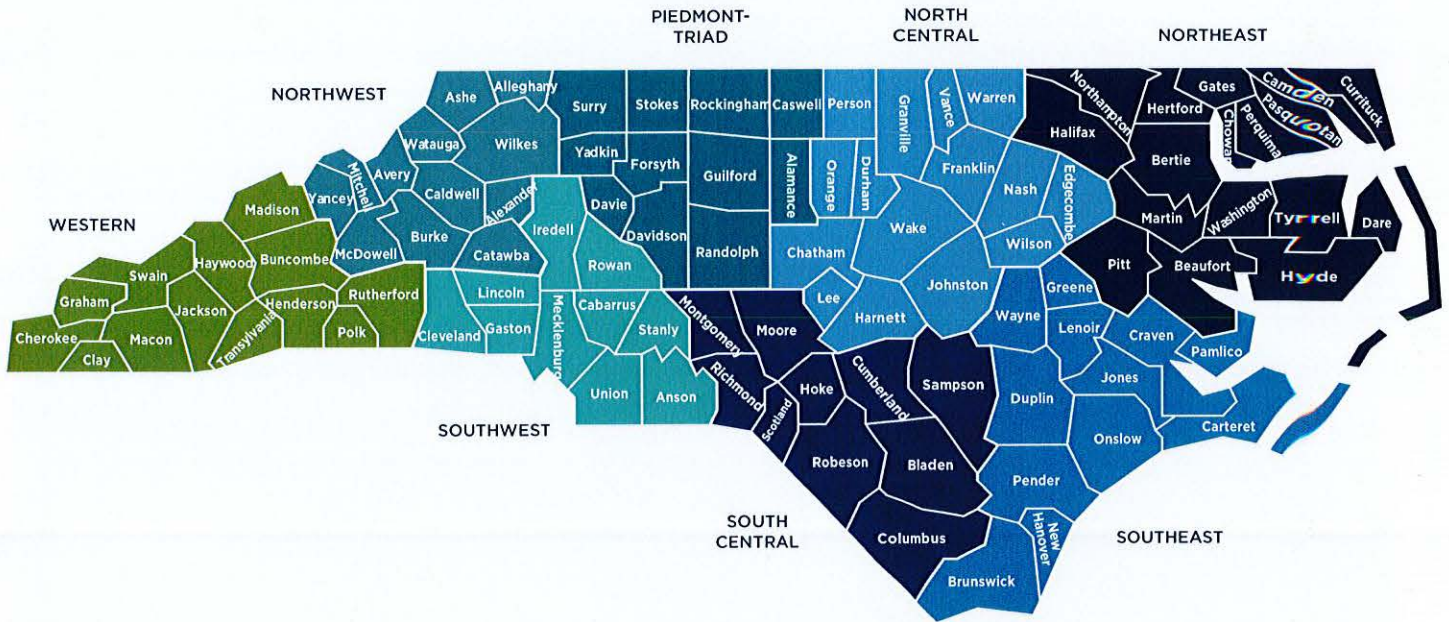 PIEDMONT-
TRIAD
NORTH
CENTRAL
NORTHEAST
NORTHWEST
Ashe
Alleghany
Surry
Stokes
Rockingham
Caswell
Person
Granville
Vance
Warren
Northampton
Halifax
Hertford
Gates
Camden
Currituck
Pasquotan
Perquima
Chowan
Bertie
Watauga
Wilkes
Yadkin
Forsyth
Guilford
Alamance
Orange
Durham
Franklin
Nash
Edgecombe
Mitchell
Avery
Yancey
Caldwell
Alexander
Davie
Iredell
Davidson
Randolph
Chatham
Wake
Wilson
Martin
Washington
Tyrrell
Dare
WESTERN
Madison
Burke
McDowell
Catawba
Rowan
Johnston
Pitt
Beaufort
Hyde
Swain
Haywood
Buncombe
Graham
Jackson
Henderson
Rutherford
Lincoln
Cabarrus
Lee
Harnett
Greene
Wayne
Lenoir
Craven
Pamlico
Cherokee
Macon
Clay
Transylvania
Polk
Cleveland
Gaston
Mecklenburg
Stanly
Montgomery
Moore
Union
Anson
Richmond
Scotland
Hoke
Cumberland
Sampson
Duplin
Jones
Onslow
Carteret
SOUTHWEST
Robeson
Bladen
Pender
SOUTH
CENTRAL
Columbus
New
Hanover
Brunswick
SOUTHEAST